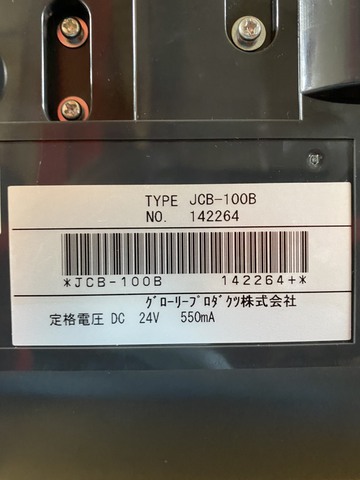 TYPE JCB-100B
NO. 142264
*JCB-100B 142264+*
グローリープロダクツ株式会社
定格電圧 DC 24V 550mA